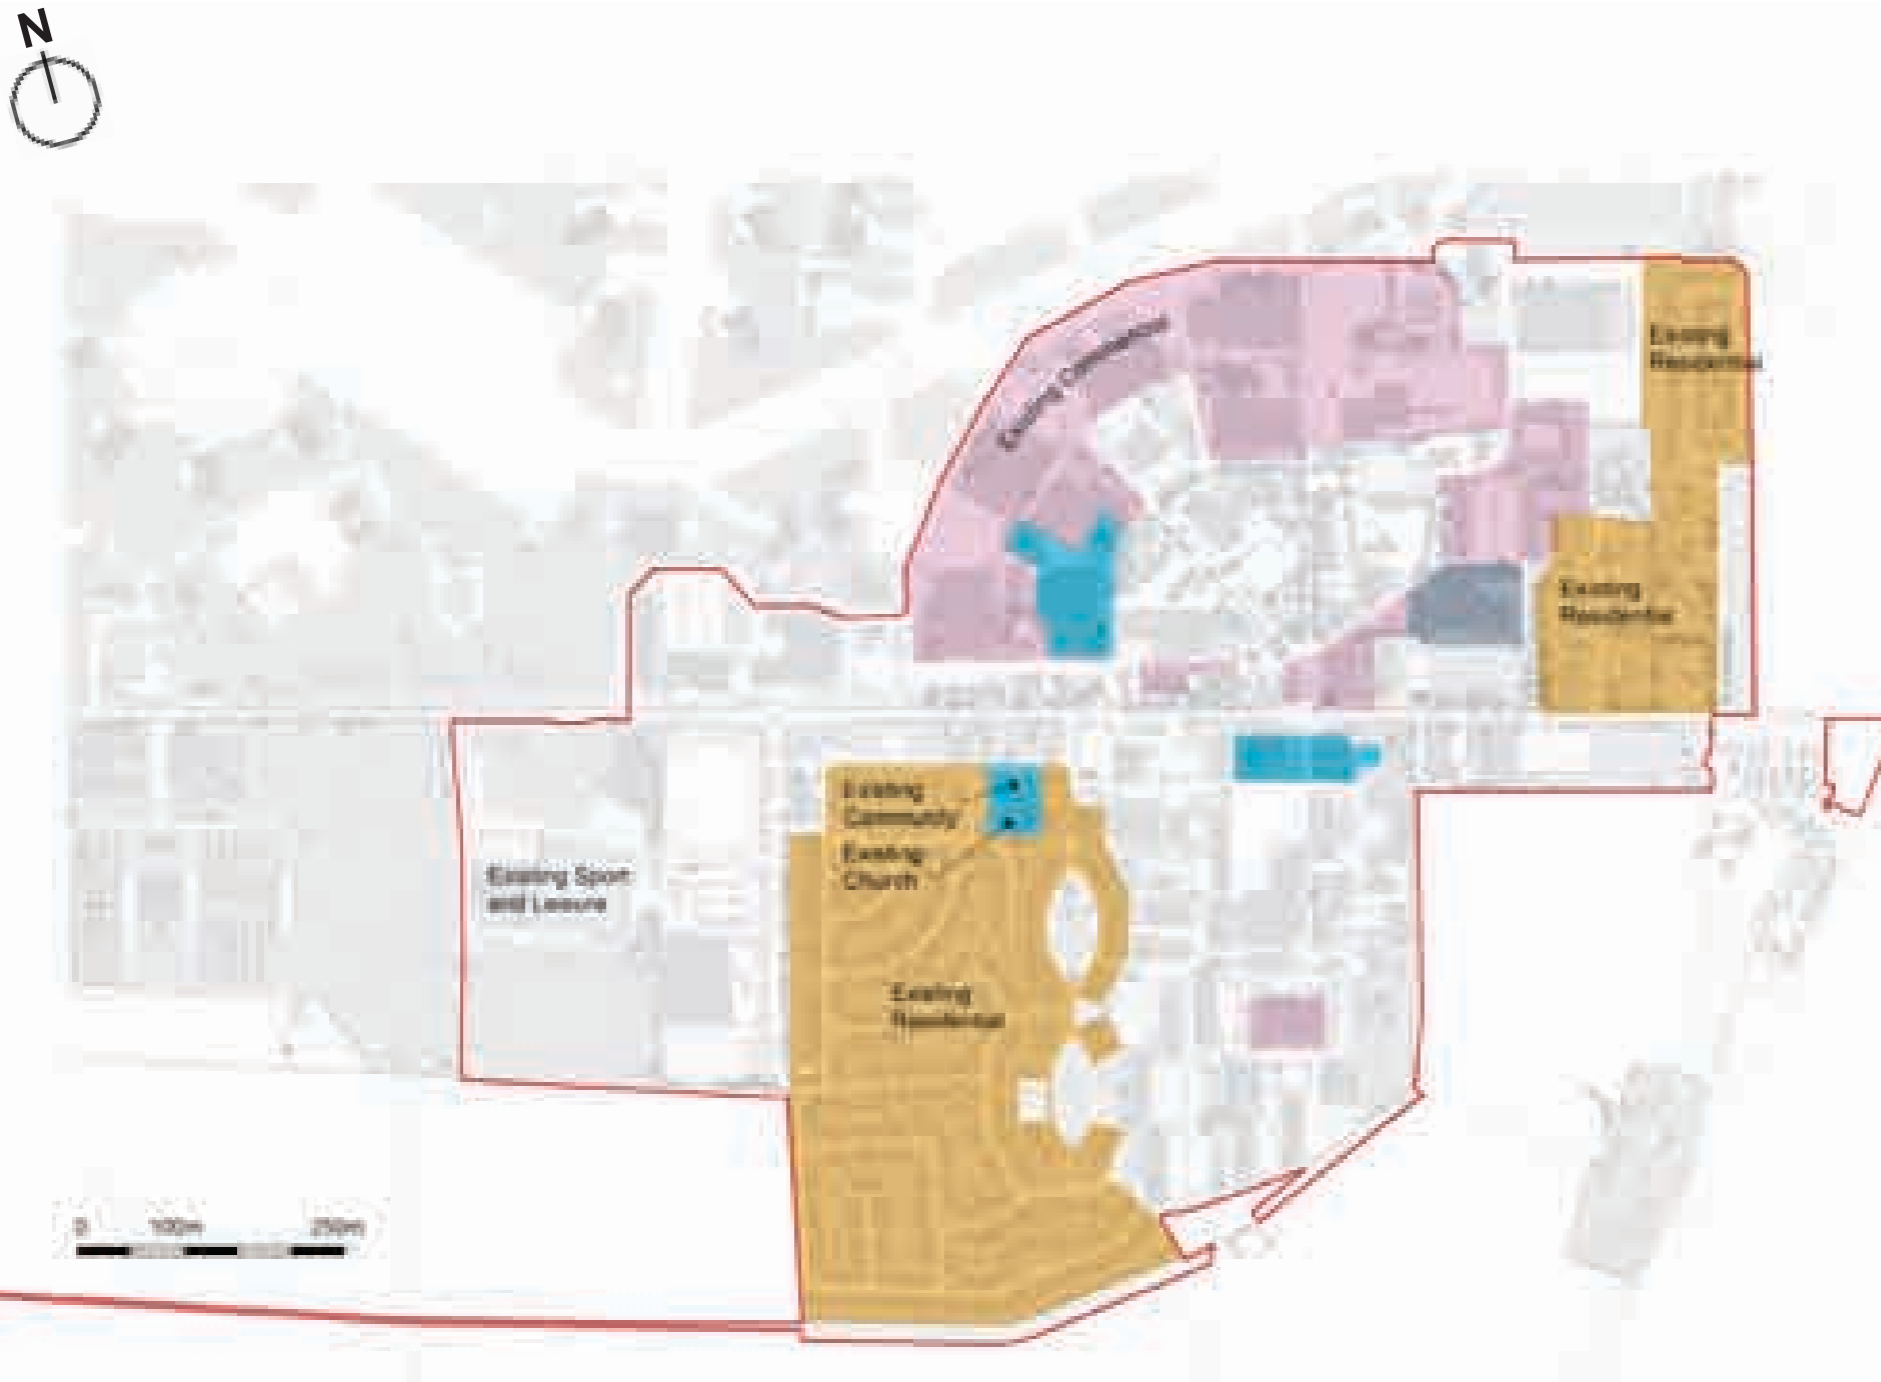 N
Existing Commercial
Existing
Residential
Existing
Residential
Existing
Community
Existing
Church
Existing Sport
and Leisure
Existing
Residential
0 100m 250m